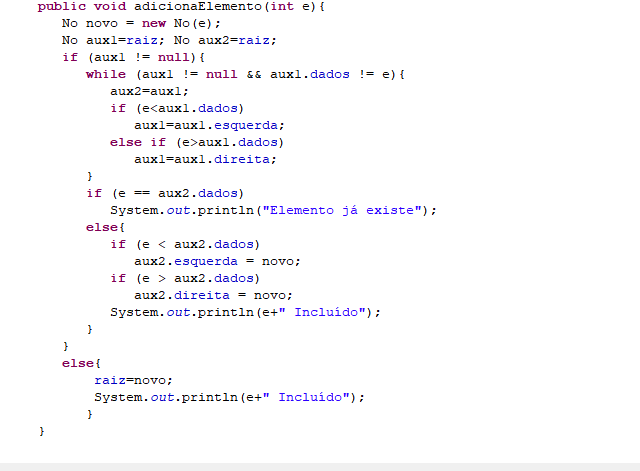 public void adicionaElemento(int e){
No novo = new No(e);
No aux1=raiz; No aux2=raiz;
if (aux1 != null){
while (aux1 != null && aux1.dados != e){
aux2=aux1;
if (e<aux1.dados)
aux1=aux1.esquerda;
else if (e>aux1.dados)
aux1=aux1.direita;
}
if (e == aux2.dados)
System.out.println("Elemento já existe");
else{
if (e < aux2.dados)
aux2.esquerda = novo;
if (e > aux2.dados)
aux2.direita = novo;
System.out.println(e+" Incluído");
}
}
else{
raiz=novo;
System.out.println(e+" Incluído");
}
}